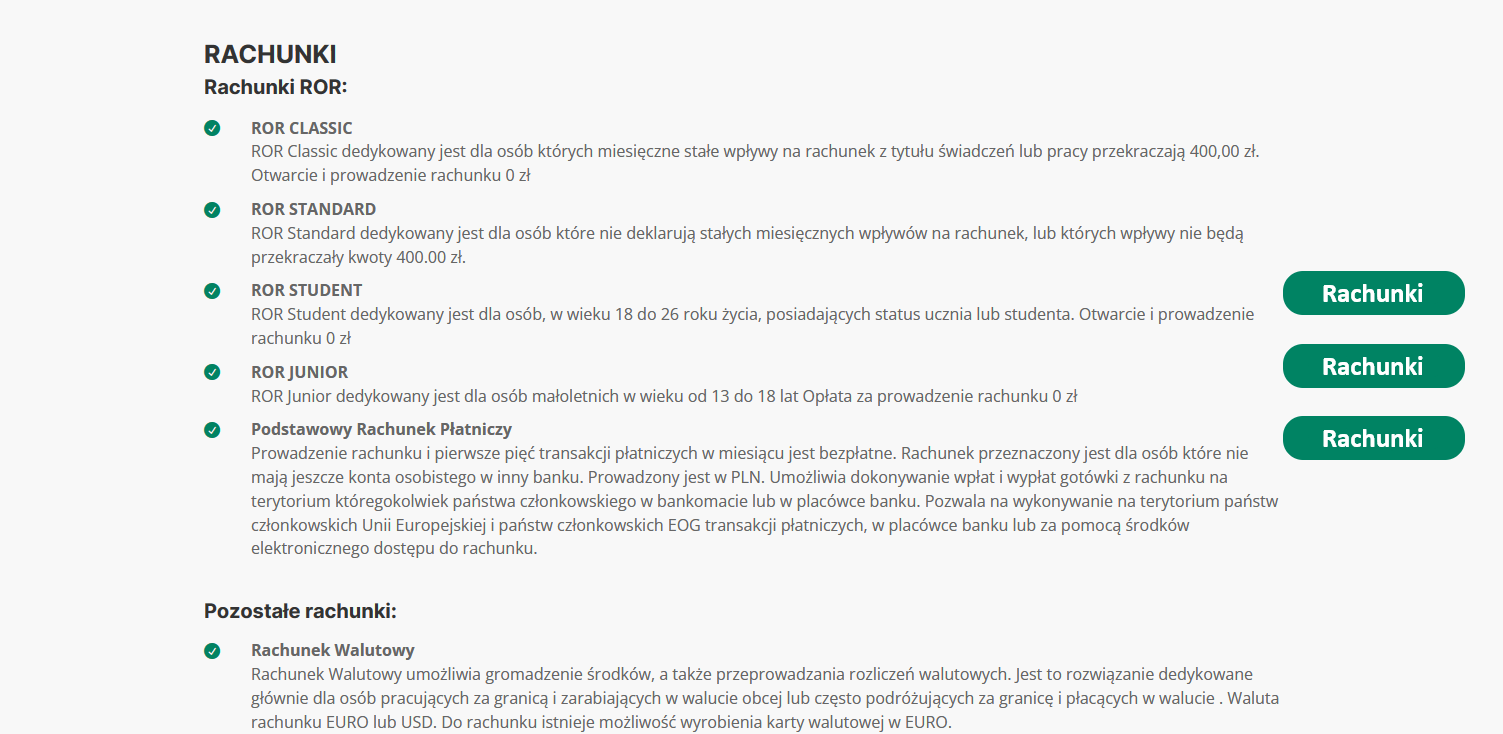 RACHUNKI
Rachunki ROR:
ROR CLASSIC
ROR Classic dedykowany jest dla osób których miesięczne stałe wpływy na rachunek z tytułu świadczeń lub pracy przekraczają 400,00 zł.
Otwarcie i prowadzenie rachunku 0 zł
ROR STANDARD
ROR Standard dedykowany jest dla osób które nie deklarują stałych miesięcznych wpływów na rachunek, lub których wpływy nie będą
przekraczały kwoty 400.00 zł.
ROR STUDENT
ROR Student dedykowany jest dla osób, w wieku 18 do 26 roku życia, posiadających status ucznia lub studenta. Otwarcie i prowadzenie
rachunku 0 zł
ROR JUNIOR
ROR Junior dedykowany jest dla osób małoletnich w wieku od 13 do 18 lat Opłata za prowadzenie rachunku 0 zł
Podstawowy Rachunek Płatniczy
Prowadzenie rachunku i pierwsze pięć transakcji płatniczych w miesiącu jest bezpłatne. Rachunek przeznaczony jest dla osób które nie
mają jeszcze konta osobistego w inny banku. Prowadzony jest w PLN. Umożliwia dokonywanie wpłat i wypłat gotówki z rachunku na
terytorium któregokolwiek państwa członkowskiego w bankomacie lub w placówce banku. Pozwala na wykonywanie na terytorium państw
członkowskich Unii Europejskiej i państw członkowskich EOG transakcji płatniczych, w placówce banku lub za pomocą środków
elektronicznego dostępu do rachunku.
Pozostałe rachunki:
Rachunek Walutowy
Rachunek Walutowy umożliwia gromadzenie środków, a także przeprowadzania rozliczeń walutowych. Jest to rozwiązanie dedykowane
głównie dla osób pracujących za granicą i zarabiających w walucie obcej lub często podróżujących za granicę i płacących w walucie . Waluta
rachunku EURO lub USD. Do rachunku istnieje możliwość wyrobienia karty walutowej w EURO.
Rachunki
Rachunki
Rachunki